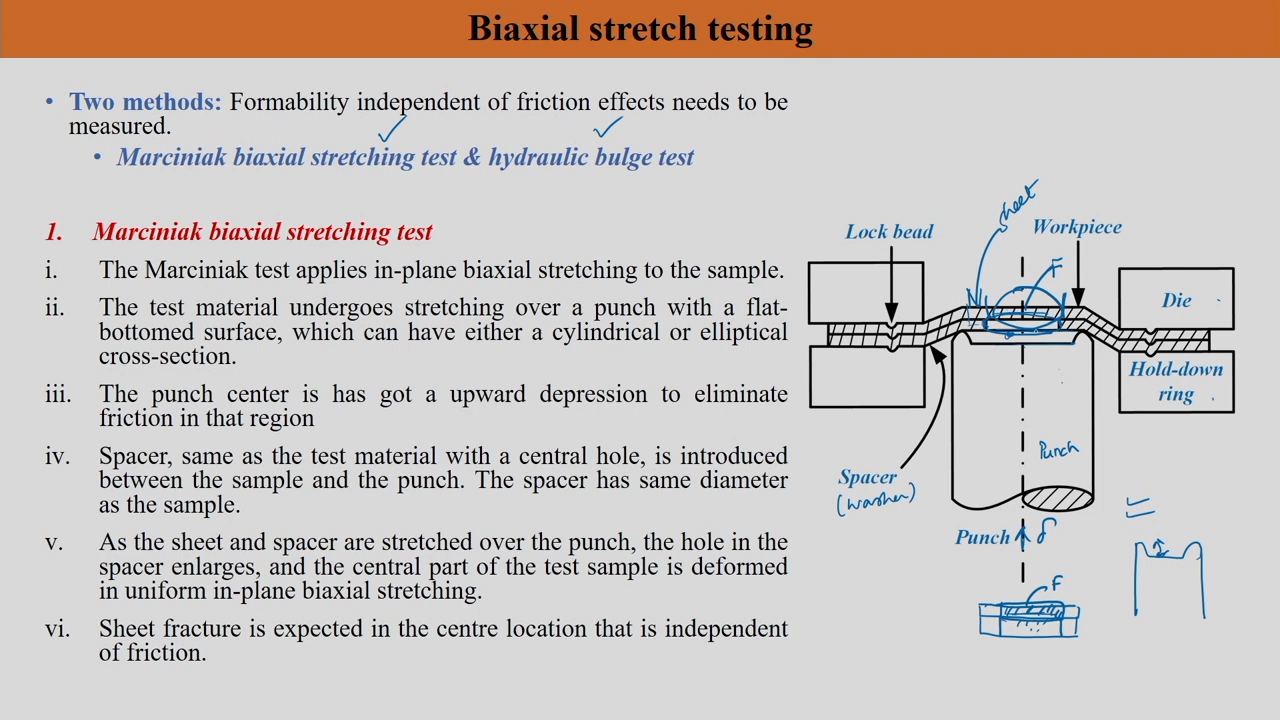 Biaxial stretch testing
• Two methods: Formability independent of friction effects needs to be
measured.
• Marciniak biaxial stretching test & hydraulic bulge test
1. Marciniak biaxial stretching test
i. The Marciniak test applies in-plane biaxial stretching to the sample.
ii. The test material undergoes stretching over a punch with a flat-
bottomed surface, which can have either a cylindrical or elliptical
cross-section.
iii. The punch center is has got a upward depression to eliminate
friction in that region
iv. Spacer, same as the test material with a central hole, is introduced
between the sample and the punch. The spacer has same diameter
as the sample.
v. As the sheet and spacer are stretched over the punch, the hole in the
spacer enlarges, and the central part of the test sample is deformed
in uniform in-plane biaxial stretching.
vi. Sheet fracture is expected in the centre location that is independent
of friction.
sheet
Lock bead
Workpiece
F
Die
Hold-down
ring
Punch
Spacer
(washer)
Punch
δ
F